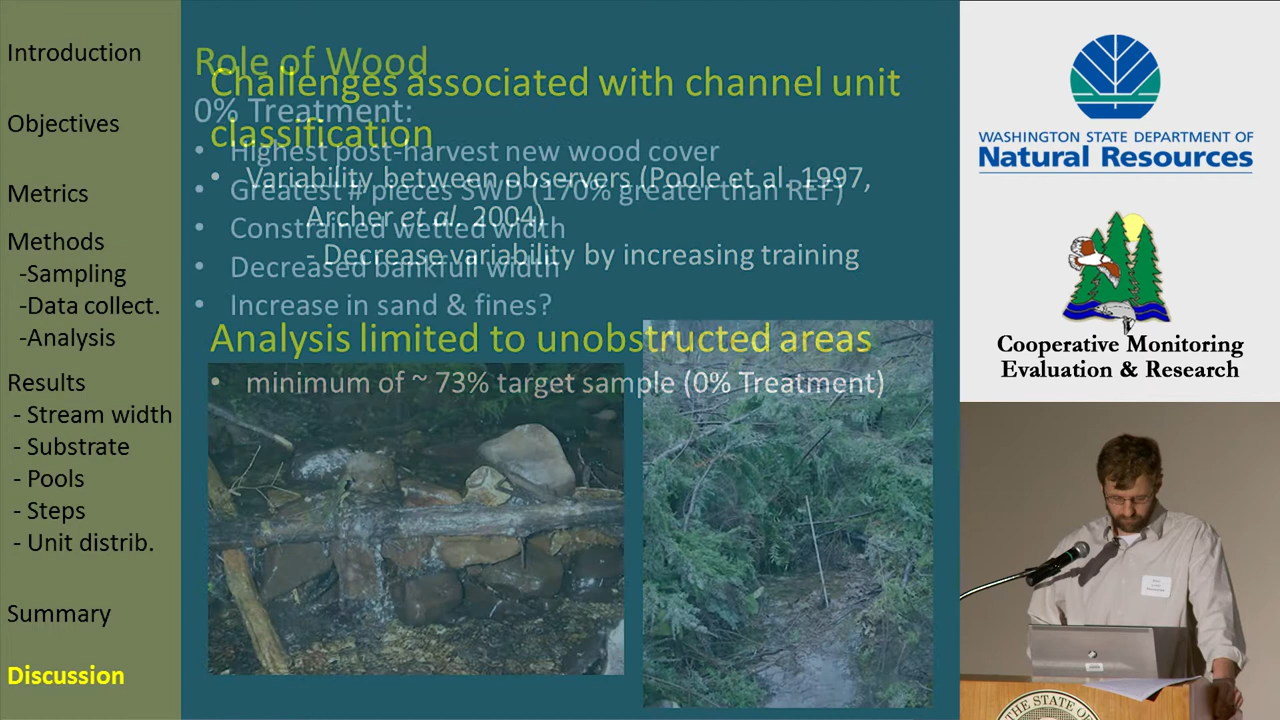 Introduction
Objectives
Metrics
Methods
-Sampling
-Data collect.
-Analysis
Results
- Stream width
- Substrate
- Pools
- Steps
- Unit distrib.
Summary
Discussion
Role of Wood
0% Treatment:
• Highest post-harvest new wood cover
• Greatest # pieces SWD (170% greater than REF)
• Constrained wetted width
• Decreased bankfull width
• Increase in sand & fines?
Challenges associated with channel unit
classification
• Variability between observers (Poole et al. 1997,
Archer et al. 2004)
- Decrease variability by increasing training
Analysis limited to unobstructed areas
• minimum of ~ 73% target sample (0% Treatment)
WASHINGTON STATE DEPARTMENT OF
Natural Resources
Cooperative Monitoring
Evaluation & Research
THE STATE OF